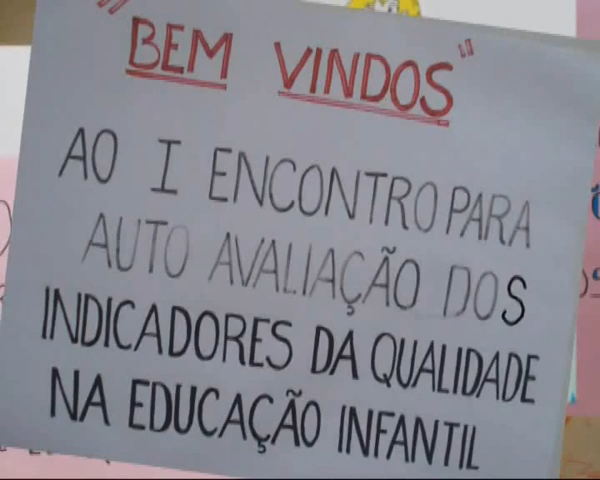 "BEM VINDOS"
AO I ENCONTRO PARA
AUTO AVALIAÇÃO DOS
INDICADORES DA QUALIDADE
NA EDUCAÇÃO INFANTIL